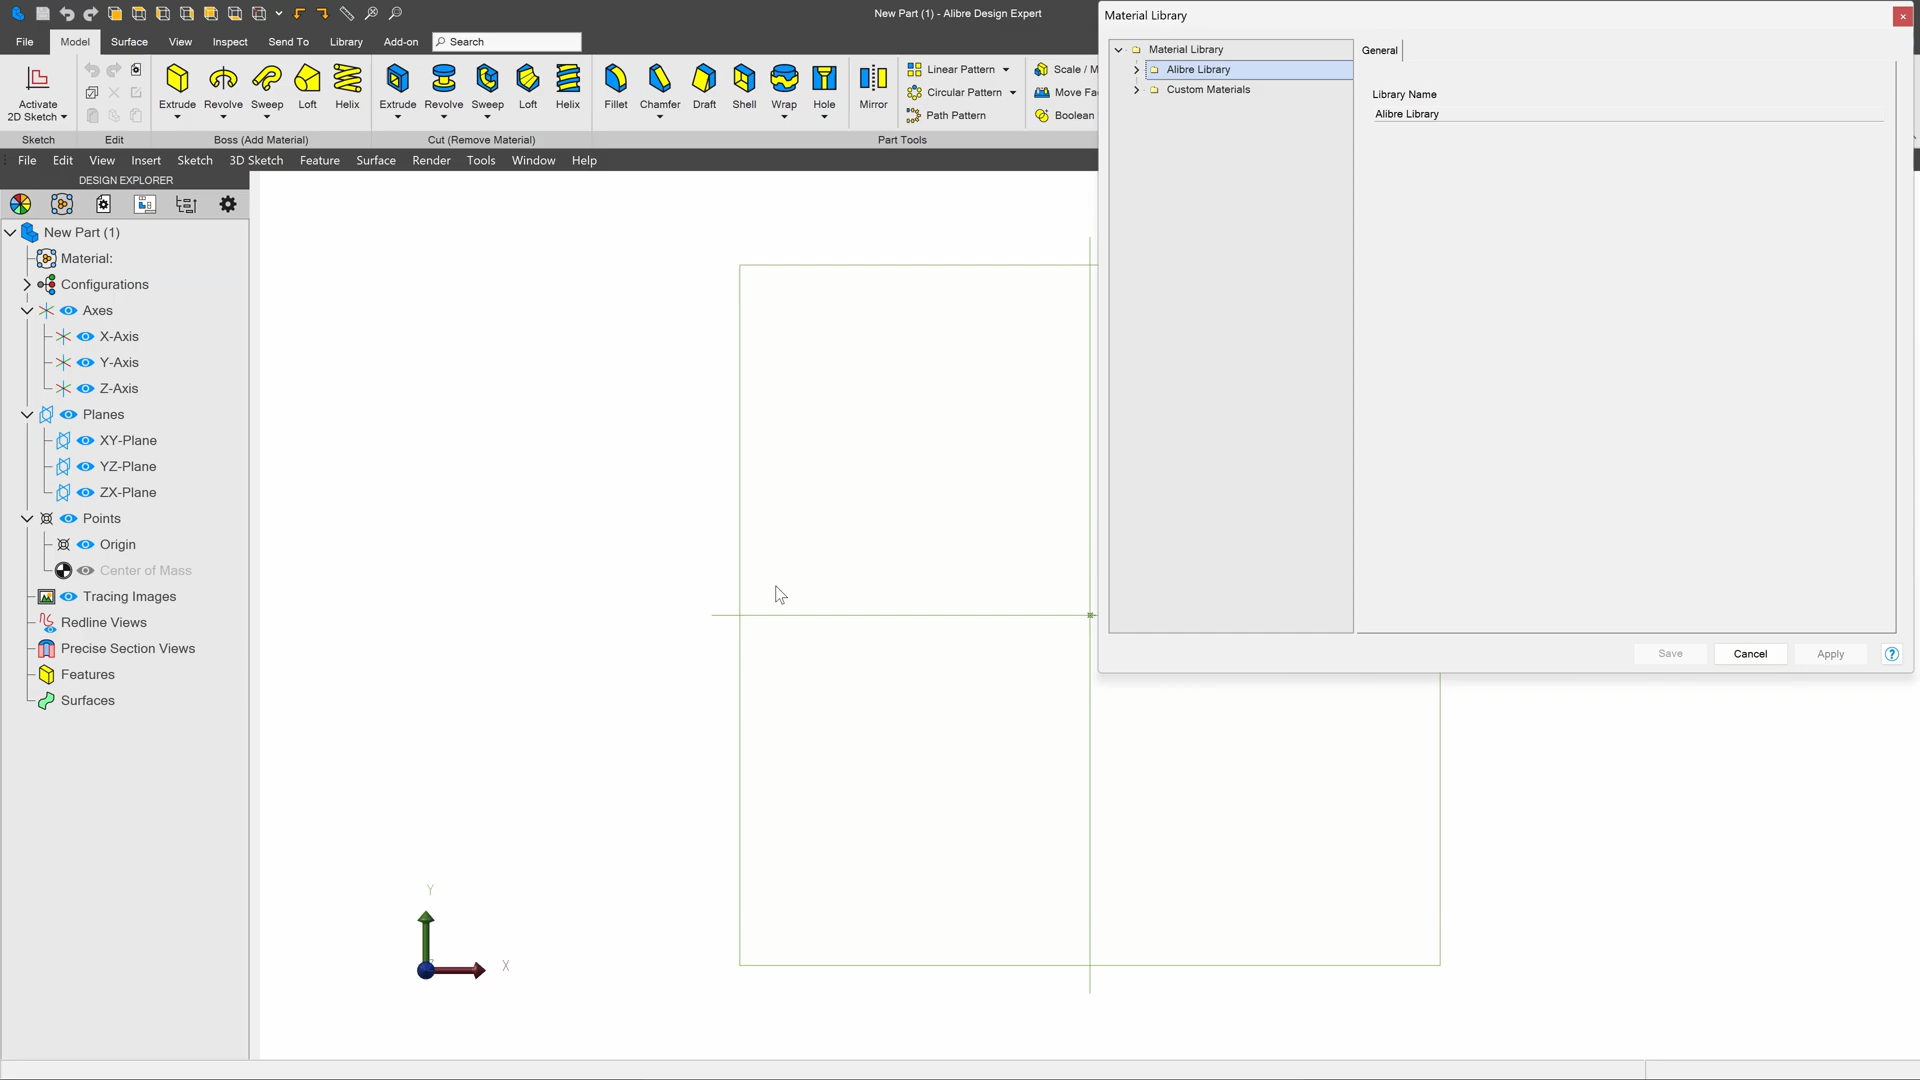 New Part (1) - Alibre Design Expert
File Model Surface View Inspect Send To Library Add-on Search
Activate
2D Sketch
Extrude Revolve Sweep Loft Helix
Extrude Revolve Sweep Loft Helix
Fillet Chamfer Draft Shell Wrap Hole
Mirror
Linear Pattern
Circular Pattern
Path Pattern
Scale / M
Move Fa
Boolean
Sketch Edit Boss (Add Material) Cut (Remove Material) Part Tools
File Edit View Insert Sketch 3D Sketch Feature Surface Render Tools Window Help
DESIGN EXPLORER
New Part (1)
Material:
Configurations
Axes
X-Axis
Y-Axis
Z-Axis
Planes
XY-Plane
YZ-Plane
ZX-Plane
Points
Origin
Center of Mass
Tracing Images
Redline Views
Precise Section Views
Features
Surfaces
Y
X
Material Library
Material Library
Alibre Library
Custom Materials
General
Library Name
Alibre Library
Save Cancel Apply ?